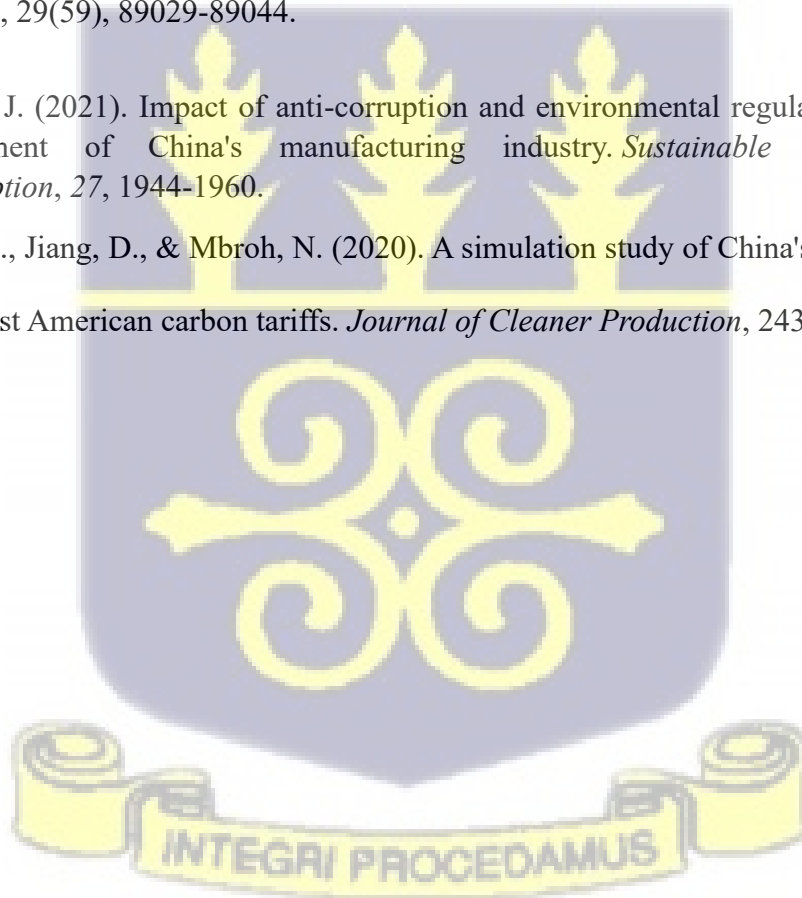 , 29(59), 89029-89044.
J. (2021). Impact of anti-corruption and environmental regula
ent of China's manufacturing industry. Sustainable
tion, 27, 1944-1960.
., Jiang, D., & Mbroh, N. (2020). A simulation study of China's
st American carbon tariffs. Journal of Cleaner Production, 243
INTEGRI PROCEDAMUS